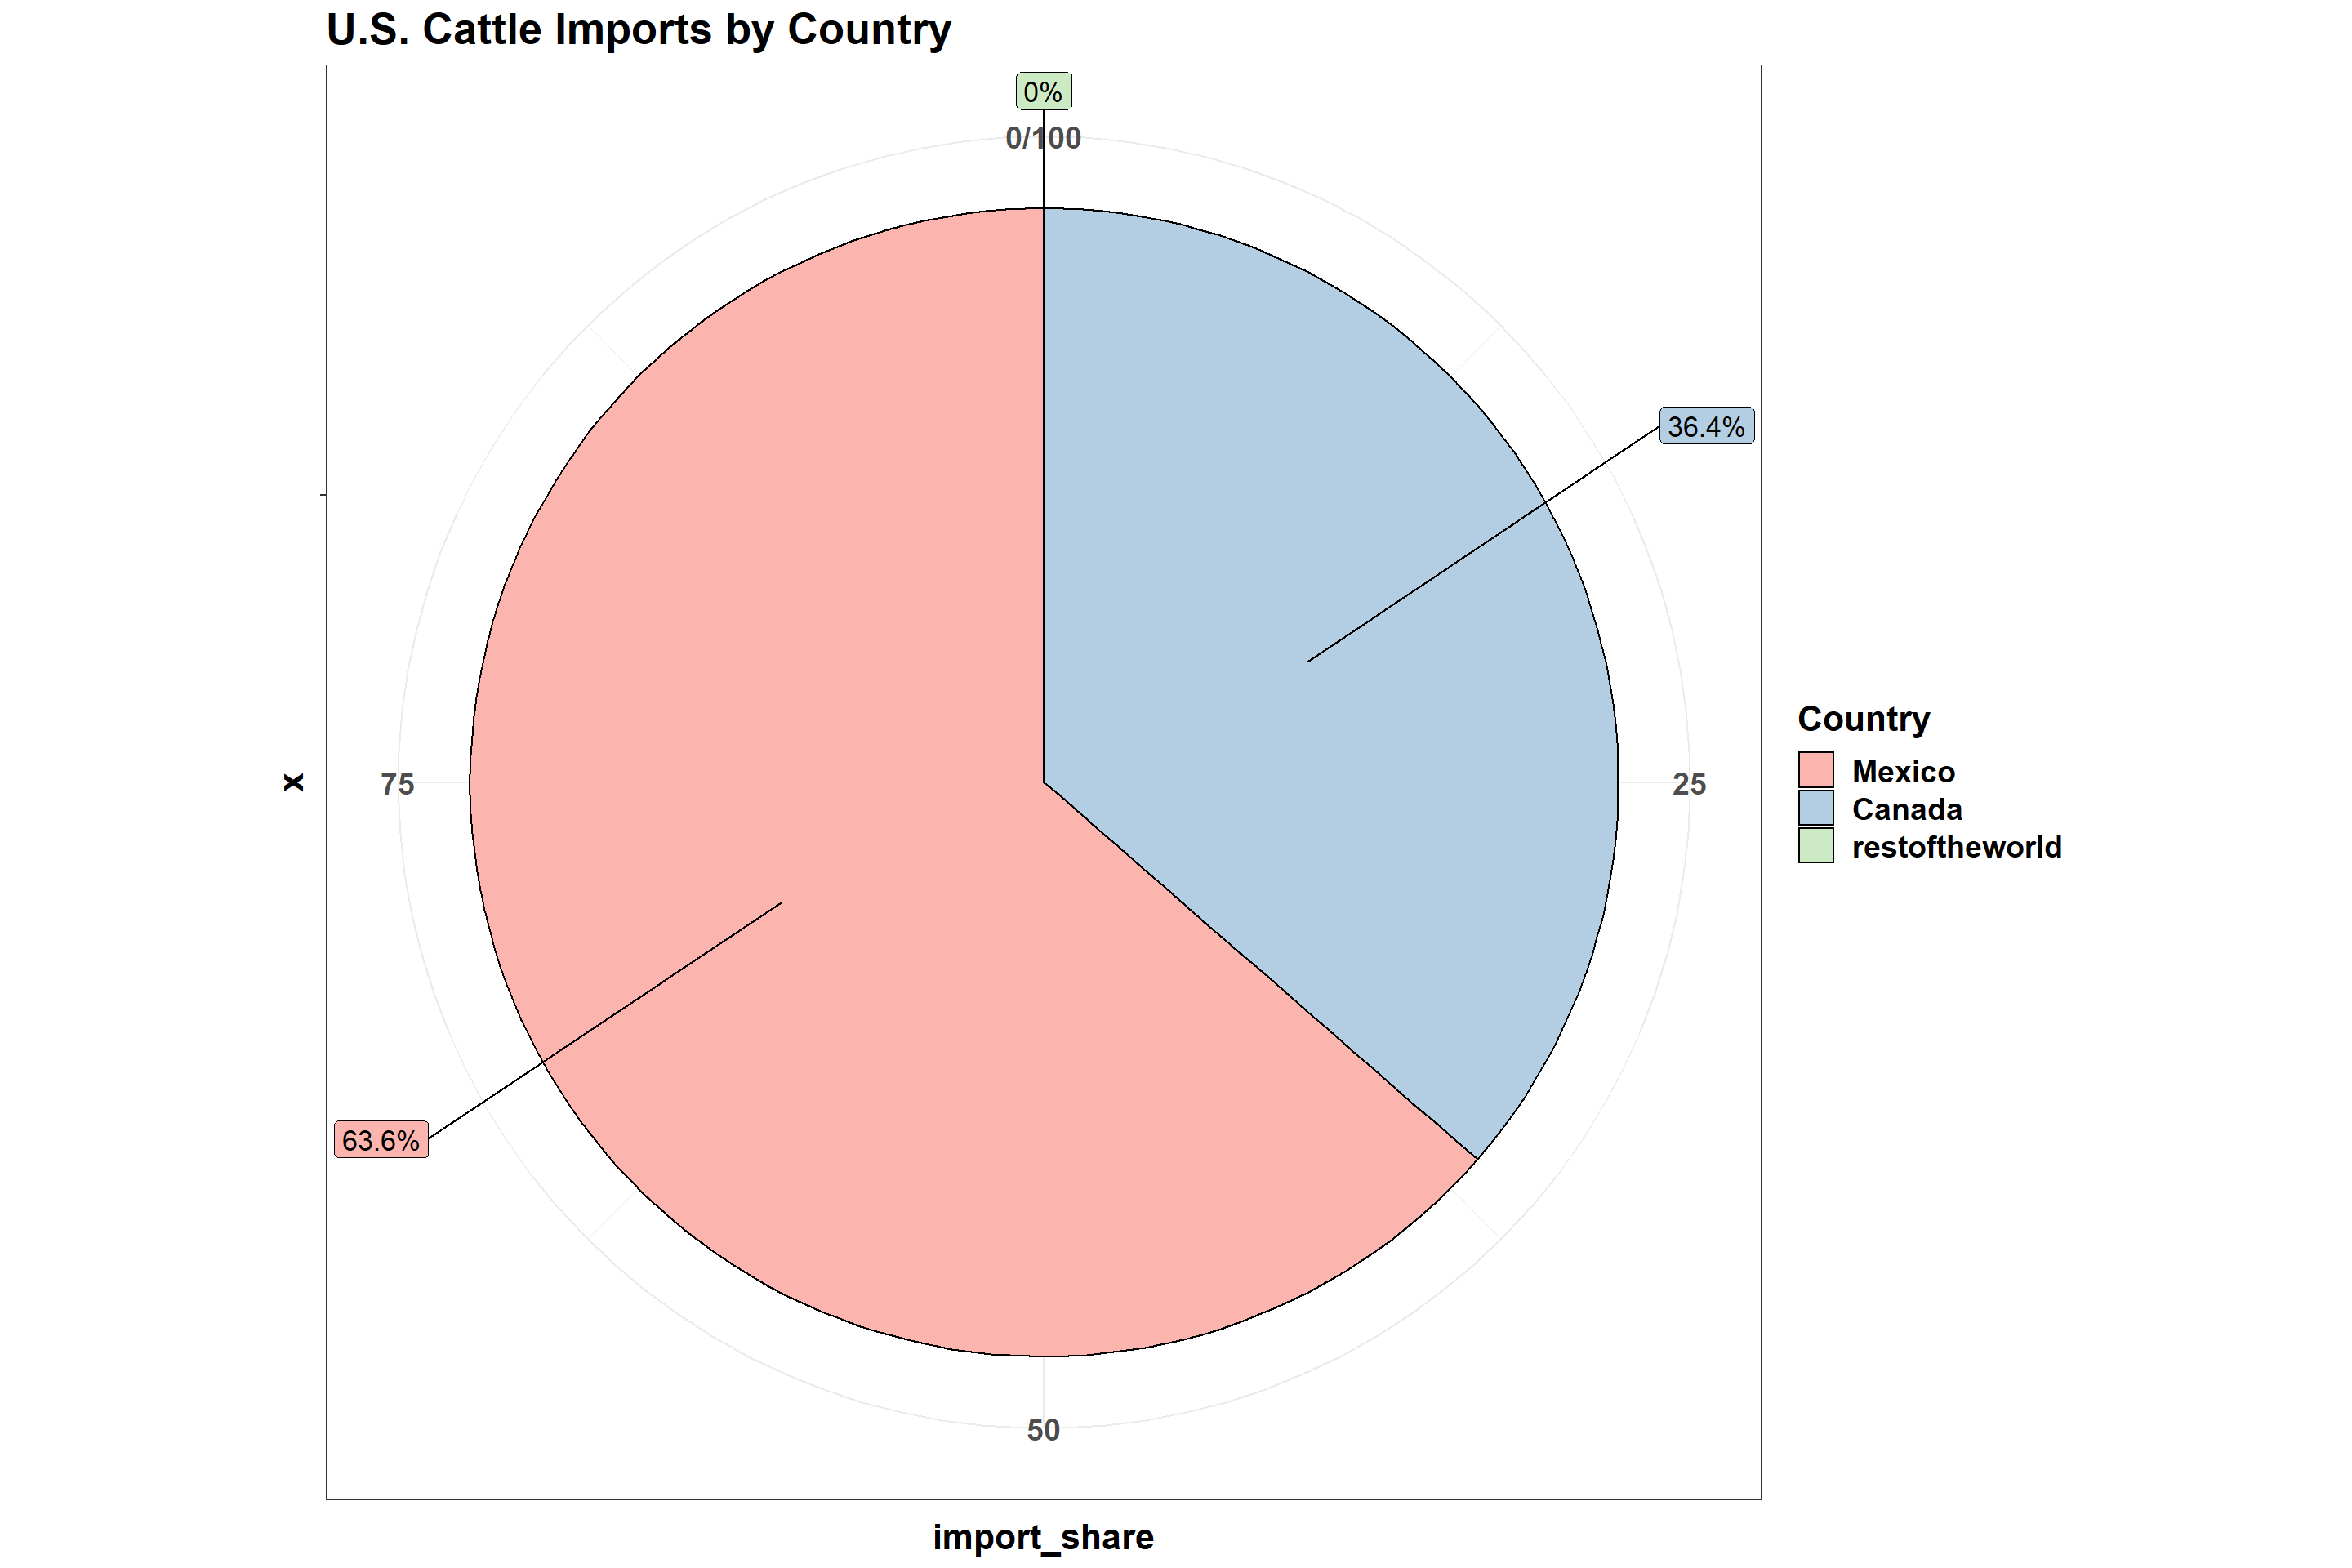 U.S. Cattle Imports by Country
0%
0/100
36.4%
Country
Mexico
Canada
restoftheworld
x
75
25
63.6%
50
import_share